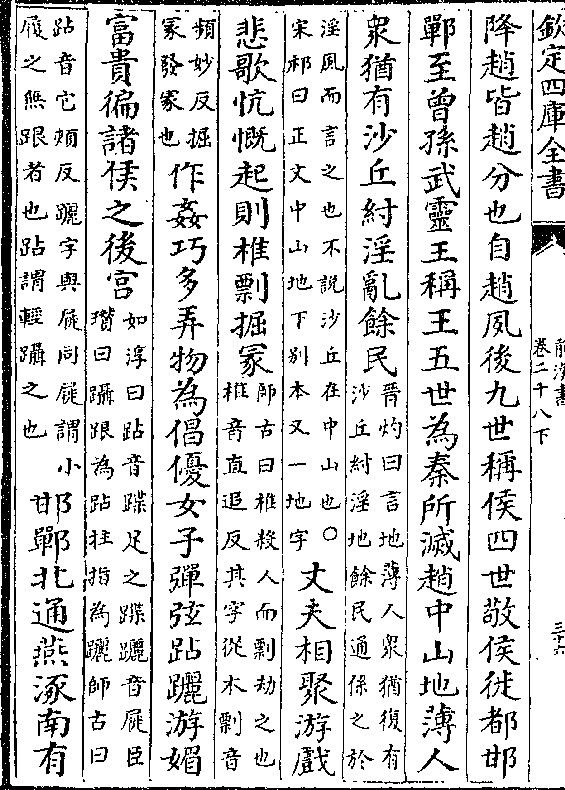 欽定四庫全書
前漢書
卷二十八下
三十六
降趙皆趙分也自趙夙後九世稱侯四世敬侯徙都邯
鄲至曾孫武靈王稱王五世為秦所滅趙中山地薄人
衆猶有沙丘紂淫亂餘民
晉灼曰言地薄人衆猶復有
沙丘紂淫地餘民通保之於
淫風而言之也不說沙丘在中山也○
宋祁曰正文中山地下别本又一地字
丈夫相聚游戲
悲歌忼慨起則椎剽掘冢
師古曰椎殺人而剽劫之也
椎音直追反其字從木剽音
頻妙反掘
冢發冢也
作姦巧多弄物為倡優女子彈弦跕躧游媚
富貴徧諸侯之後宮
如淳曰跕音蹀足之蹀躧音屣臣
瓚曰躡跟為跕拄指為躧師古曰
跕音它頰反躧字與屣同屣謂小
履之無跟者也跕謂輕躡之也
邯鄲北通燕涿南有